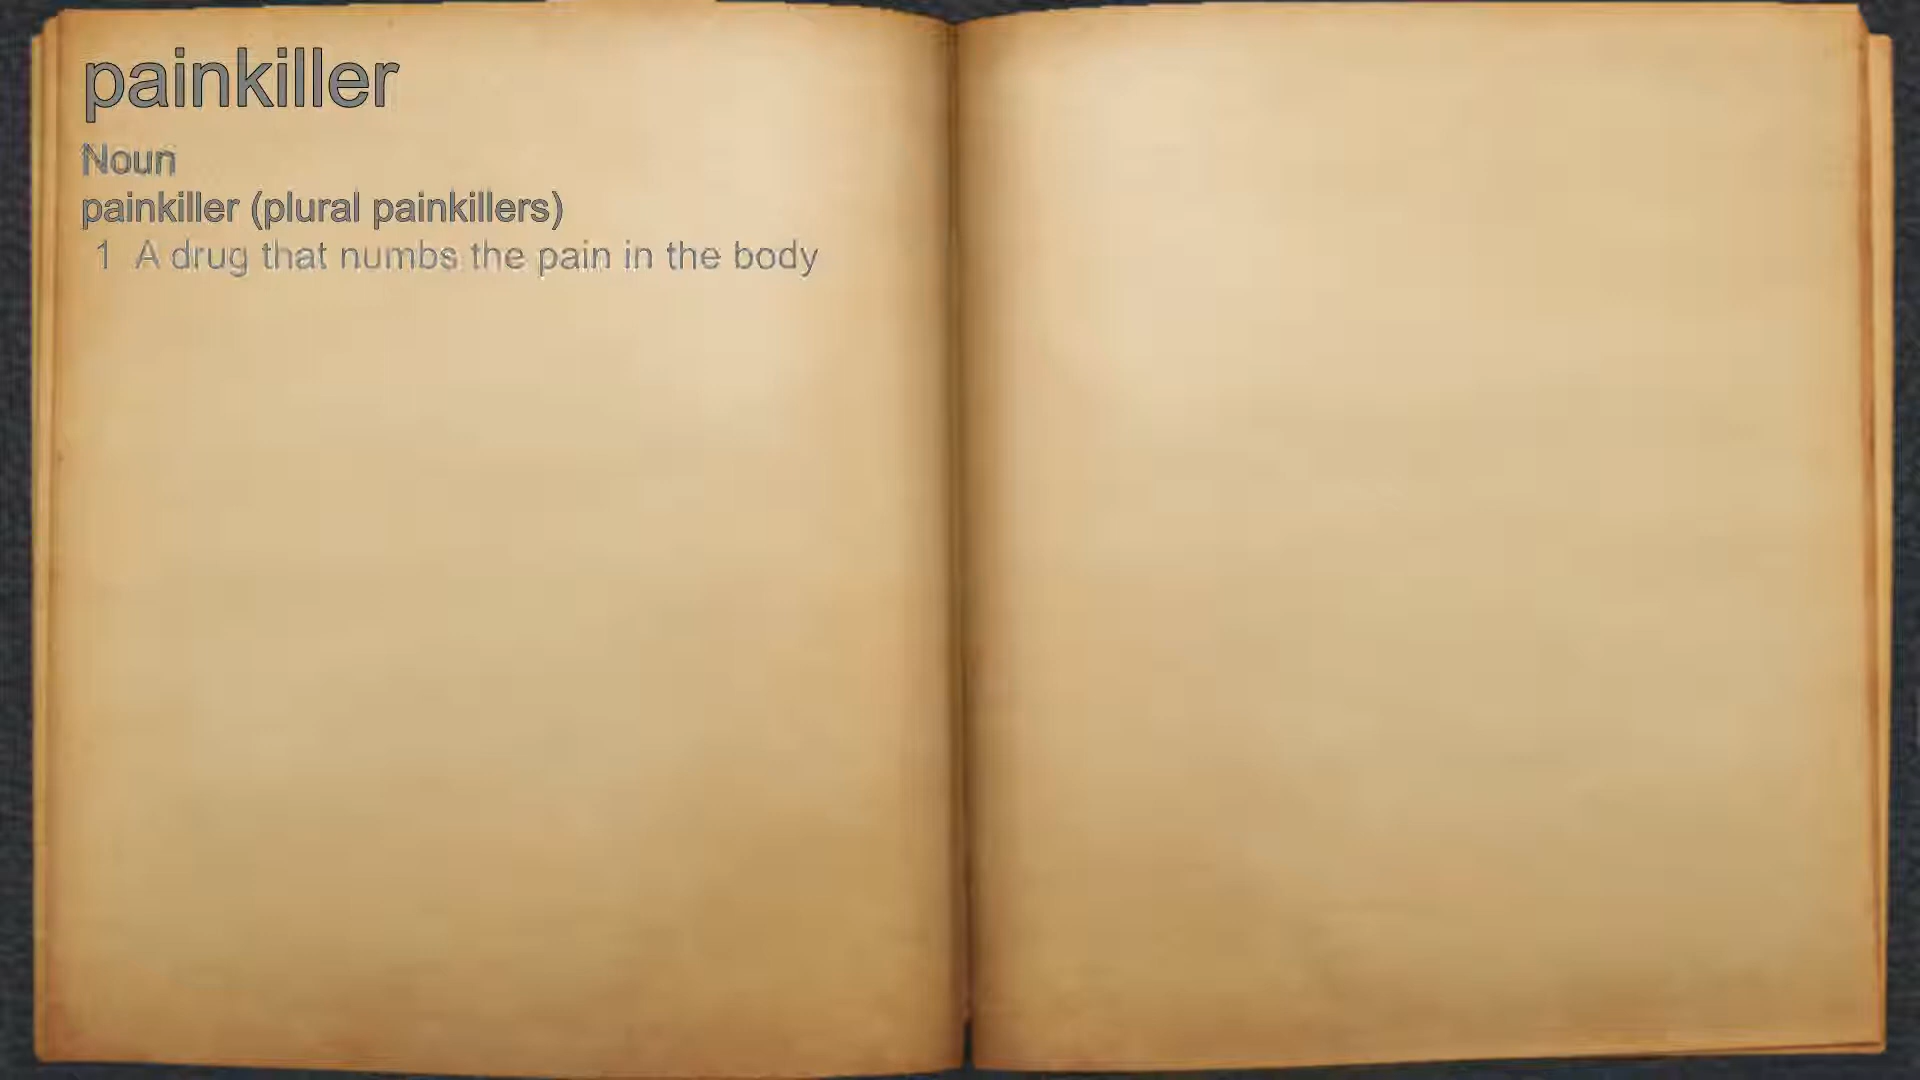 painkiller
Noun
painkiller (plural painkillers)
1 A drug that numbs the pain in the body